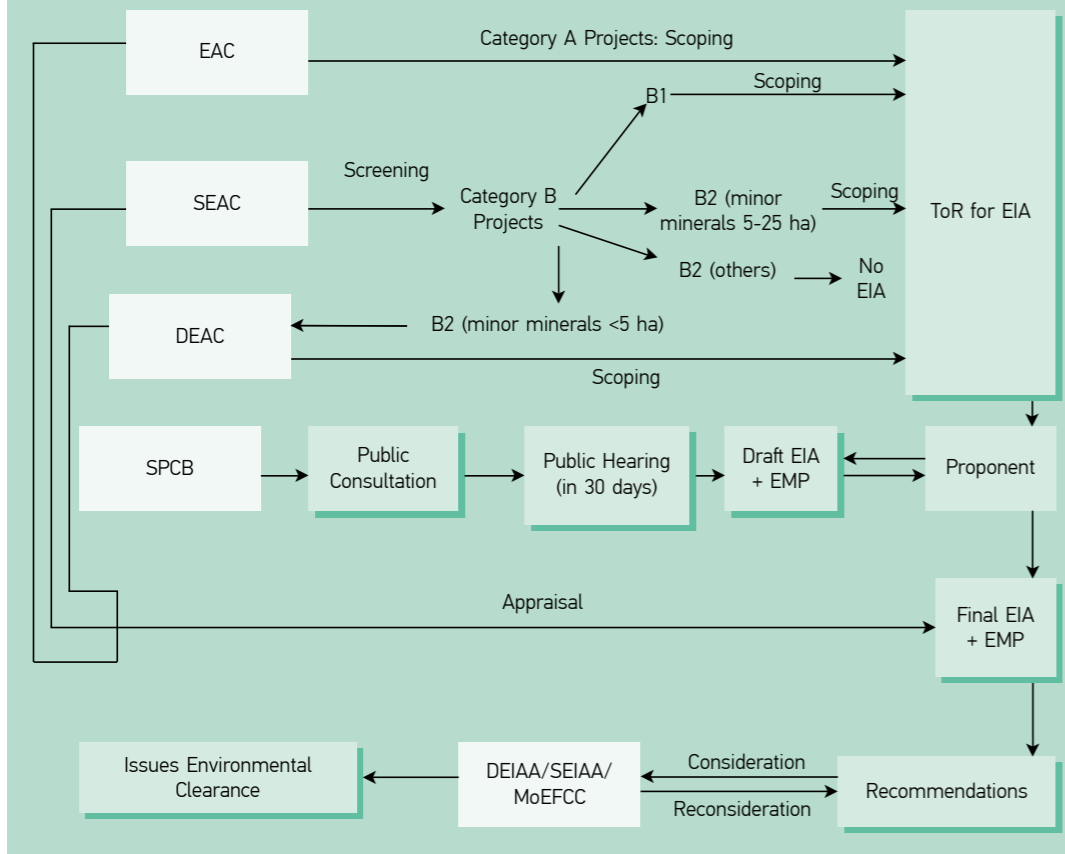 EAC
Category A Projects: Scoping
B1
Scoping
SEAC
Screening
Category B
Projects
B2 (minor
minerals 5-25 ha)
Scoping
ToR for EIA
B2 (others)
No
EIA
DEAC
B2 (minor minerals <5 ha)
Scoping
SPCB
Public
Consultation
Public Hearing
(in 30 days)
Draft EIA
+ EMP
Proponent
Appraisal
Final EIA
+ EMP
Issues Environmental
Clearance
DEIAA/SEIAA/
MoEFCC
Consideration
Reconsideration
Recommendations